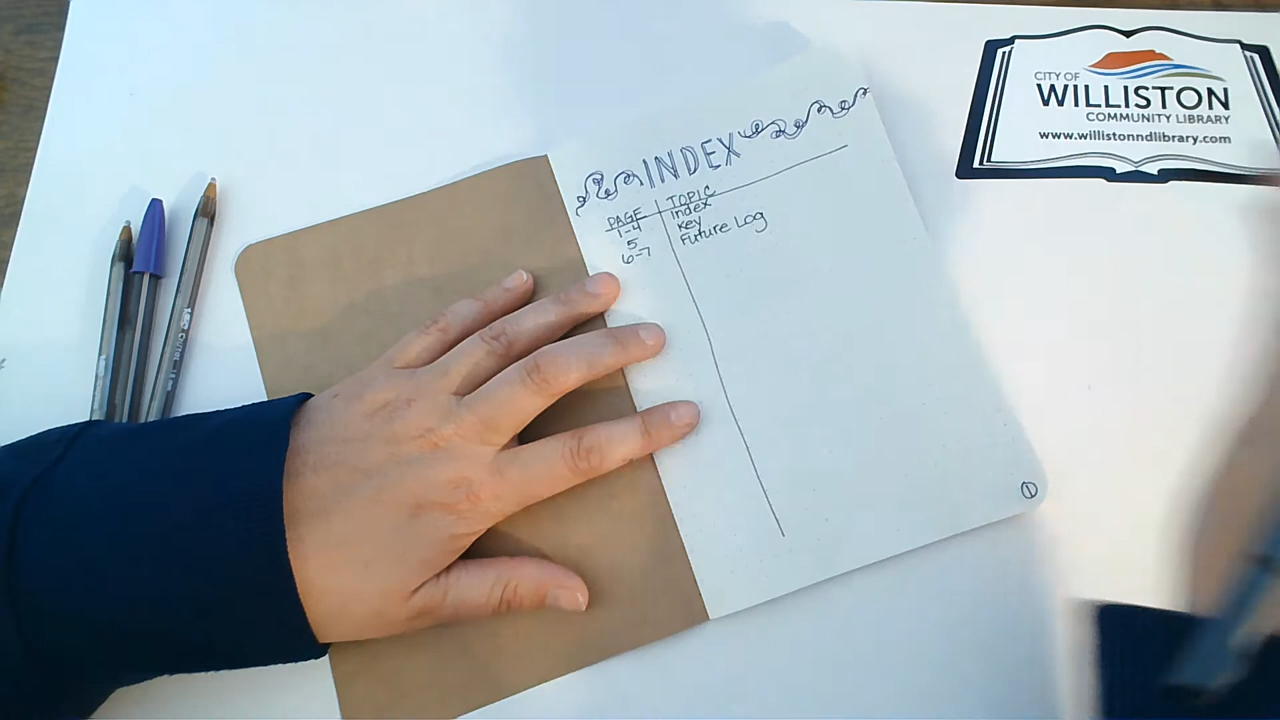 CITY OF
WILLISTON
COMMUNITY LIBRARY
www.willistonndlibrary.com
INDEX
PAGE TOPIC
1-4 Index
5 Key
6-7 Future Log
1